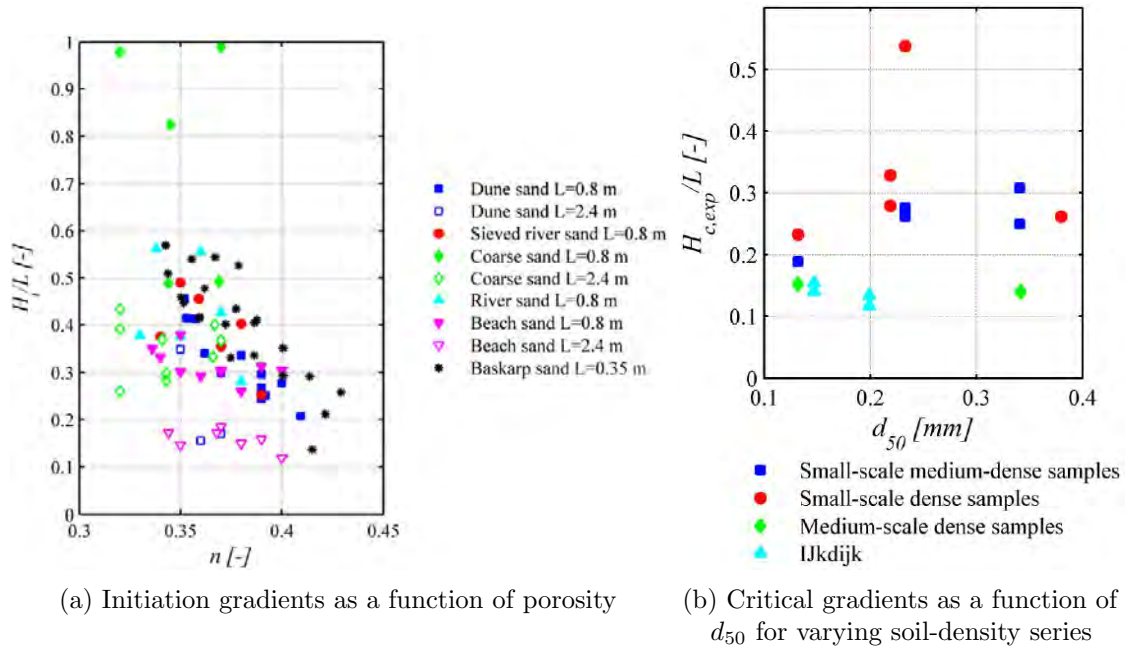 1
0.9
0.8
0.7
0.6
0.5
0.4
0.3
0.2
0.1
0
0.3
0.35
0.4
0.45
H_i/L [-]
n [-]
Dune sand L=0.8 m
Dune sand L=2.4 m
Sieved river sand L=0.8 m
Coarse sand L=0.8 m
Coarse sand L=2.4 m
River sand L=0.8 m
Beach sand L=0.8 m
Beach sand L=2.4 m
Baskarp sand L=0.35 m
(a) Initiation gradients as a function of porosity
0.5
0.4
0.3
0.2
0.1
0
0.1
0.2
0.3
0.4
H_{c,exp}/L [-]
d_{50} [mm]
Small-scale medium-dense samples
Small-scale dense samples
Medium-scale dense samples
IJkdijk
(b) Critical gradients as a function of
d_{50} for varying soil-density series